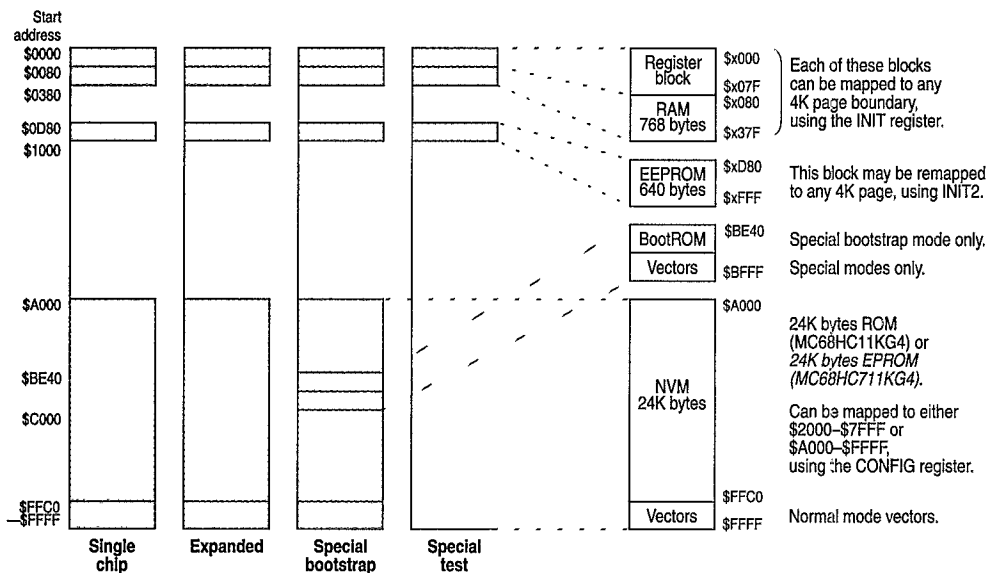 Start
address
$0000
$0080
$0380
$0D80
$1000
$A000
$BE40
$C000
$FFC0
—$FFFF
Single
chip
Expanded
Special
bootstrap
Special
test
Register
block
$x000
$x07F
RAM
768 bytes
$x080
$x37F
Each of these blocks
can be mapped to any
4K page boundary,
using the INIT register.
EEPROM
640 bytes
$xD80
$xFFF
This block may be remapped
to any 4K page, using INIT2.
BootROM
$BE40
Special bootstrap mode only.
Vectors
$BFFF
Special modes only.
$A000
NVM
24K bytes
24K bytes ROM
(MC68HC11KG4) or
24K bytes EPROM
(MC68HC711KG4).
Can be mapped to either
$2000–$7FFF or
$A000–$FFFF,
using the CONFIG register.
$FFC0
Vectors
$FFFF
Normal mode vectors.